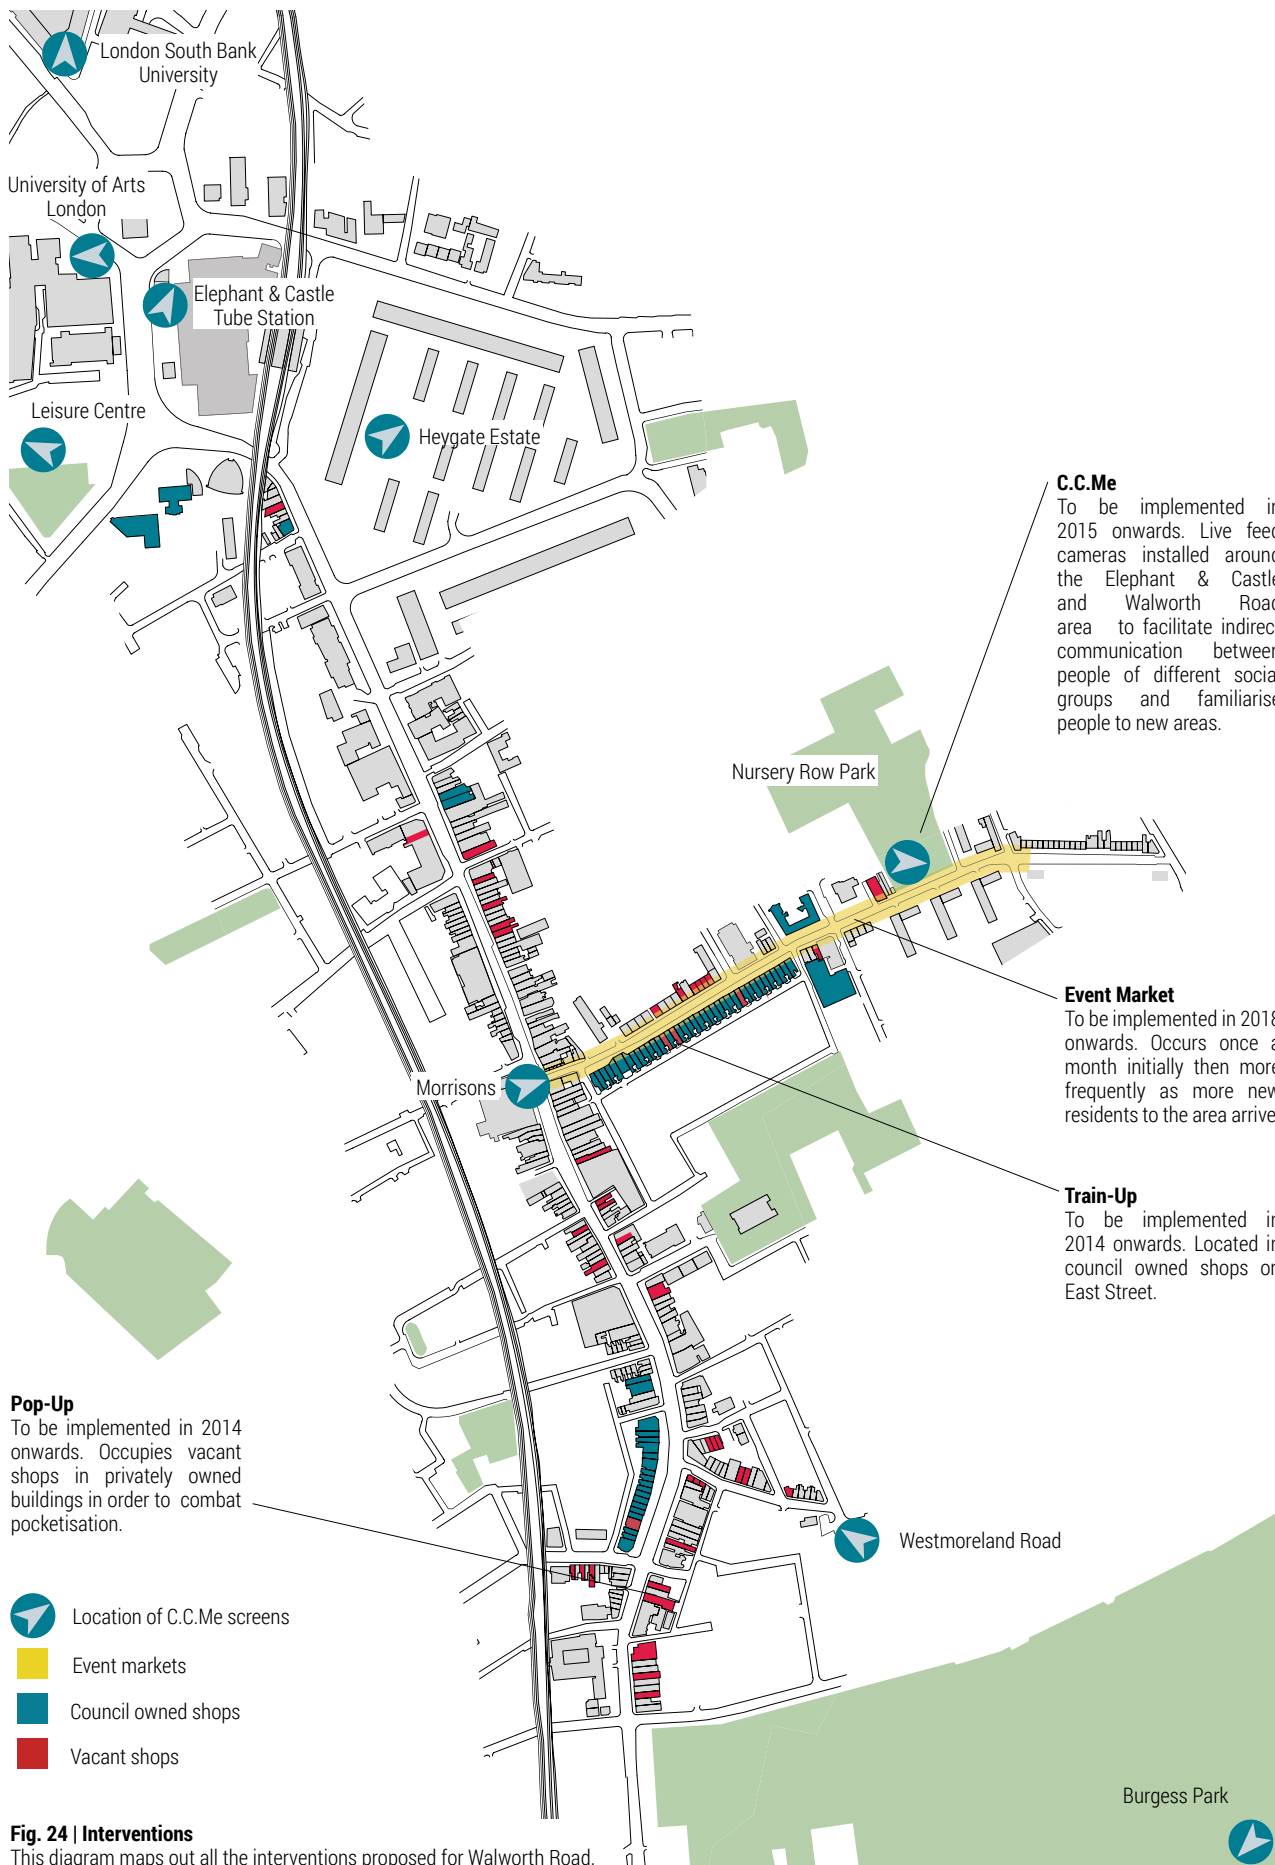 London South Bank
University
University of Arts
London
Elephant & Castle
Tube Station
Leisure Centre
Heygate Estate
C.C.Me
To be implemented in
2015 onwards. Live feed
cameras installed around
the Elephant & Castle
and Walworth Road
area to facilitate indirect
communication between
people of different social
groups and familiarise
people to new areas.
Nursery Row Park
Event Market
To be implemented in 2018
onwards. Occurs once a
month initially then more
frequently as more new
residents to the area arrive
Morrisons
Train-Up
To be implemented in
2014 onwards. Located in
council owned shops on
East Street.
Pop-Up
To be implemented in 2014
onwards. Occupies vacant
shops in privately owned
buildings in order to combat
pocketisation.
Westmoreland Road
Location of C.C.Me screens
Event markets
Council owned shops
Vacant shops
Burgess Park
Fig. 24 | Interventions
This diagram maps out all the interventions proposed for Walworth Road.